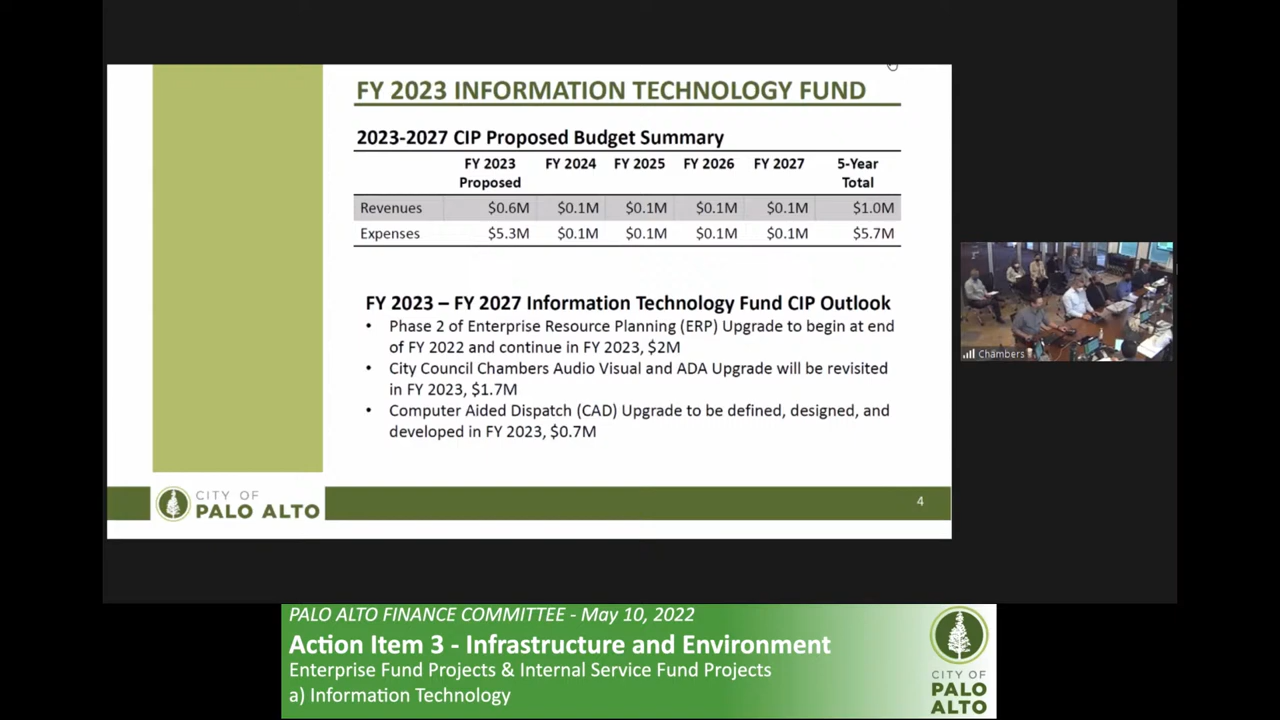 FY 2023 INFORMATION TECHNOLOGY FUND
2023-2027 CIP Proposed Budget Summary
FY 2023 Proposed FY 2024 FY 2025 FY 2026 FY 2027 5-Year Total
Revenues $0.6M $0.1M $0.1M $0.1M $0.1M $1.0M
Expenses $5.3M $0.1M $0.1M $0.1M $0.1M $5.7M
FY 2023 – FY 2027 Information Technology Fund CIP Outlook
• Phase 2 of Enterprise Resource Planning (ERP) Upgrade to begin at end
of FY 2022 and continue in FY 2023, $2M
• City Council Chambers Audio Visual and ADA Upgrade will be revisited
in FY 2023, $1.7M
• Computer Aided Dispatch (CAD) Upgrade to be defined, designed, and
developed in FY 2023, $0.7M
CITY OF
PALO ALTO
4
Chambers
PALO ALTO FINANCE COMMITTEE - May 10, 2022
Action Item 3 - Infrastructure and Environment
Enterprise Fund Projects & Internal Service Fund Projects
a) Information Technology
CITY OF
PALO
ALTO